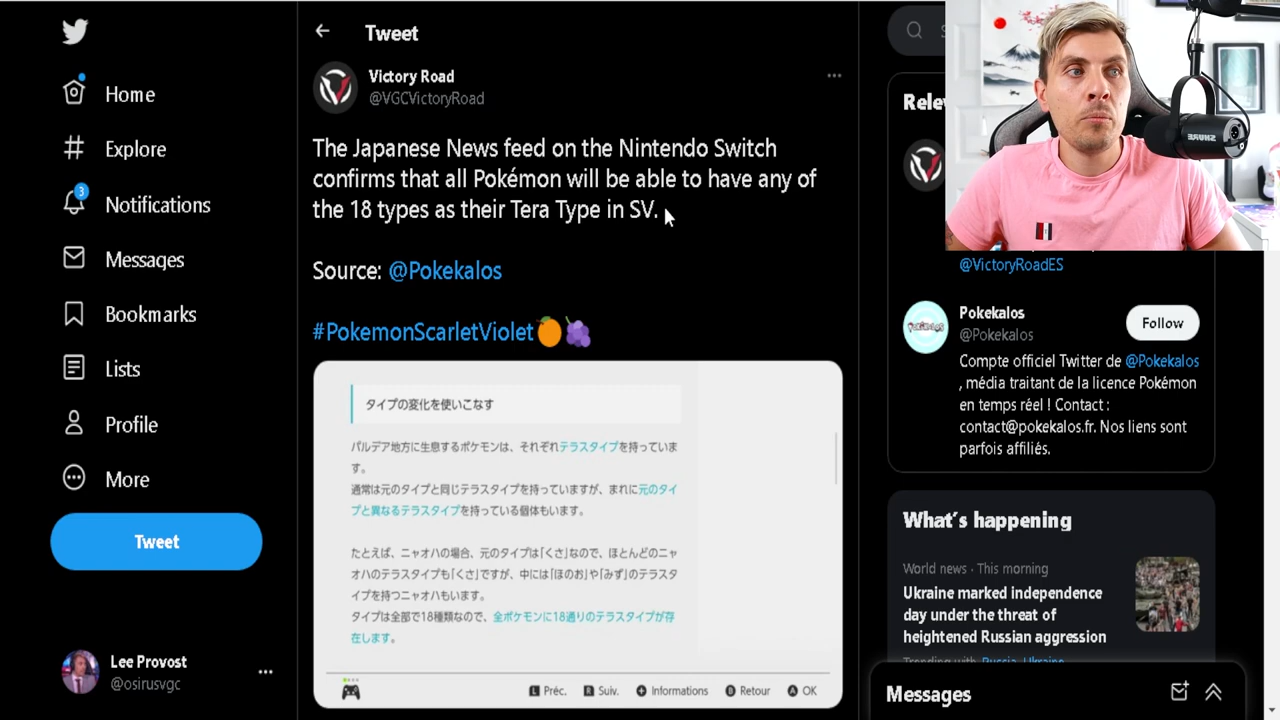 Home
Explore
3
Notifications
Messages
Bookmarks
Lists
Profile
More
Tweet
Lee Provost
@osirusvgc
Tweet
Victory Road
@VGCVictoryRoad
The Japanese News feed on the Nintendo Switch
confirms that all Pokémon will be able to have any of
the 18 types as their Tera Type in SV.
Source: @Pokekalos
#PokemonScarletViolet
タイプの変化を使いこなす
パルデア地方に生息するポケモンは、それぞれテラスタイプを持っていま
す。
通常は元のタイプと同じテラスタイプを持っていますが、まれに元のタイ
プと異なるテラスタイプを持っている個体もいます。
たとえば、ニャオハの場合、元のタイプは「くさ」なので、ほとんどのニャ
オハのテラスタイプも「くさ」ですが、中には「ほのお」や「みず」のテラスタ
イプを持つニャオハもいます。
タイプは全部で18種類なので、全ポケモンに18通りのテラスタイプが存
在します。
L Préc.
R Suiv.
Informations
B Retour
A OK
Rele
@VictoryRoadES
Pokekalos
@Pokekalos
Follow
Compte officiel Twitter de @Pokekalos
, média traitant de la licence Pokémon
en temps réel ! Contact :
contact@pokekalos.fr. Nos liens sont
parfois affiliés.
What's happening
World news · This morning
Ukraine marked independence
day under the threat of
heightened Russian aggression
Trending with Russia, Ukraine
Messages
SHURE